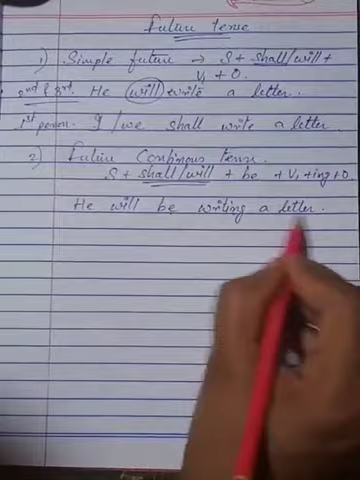 Future Tense
1) Simple future → S + shall/will +
V₁ + O.
2nd & 3rd. He will write a letter.
1st person. I/we shall write a letter.
2) Future Continous tense.
S + shall/will + be + V₁ + ing + O.
He will be writing a letter.